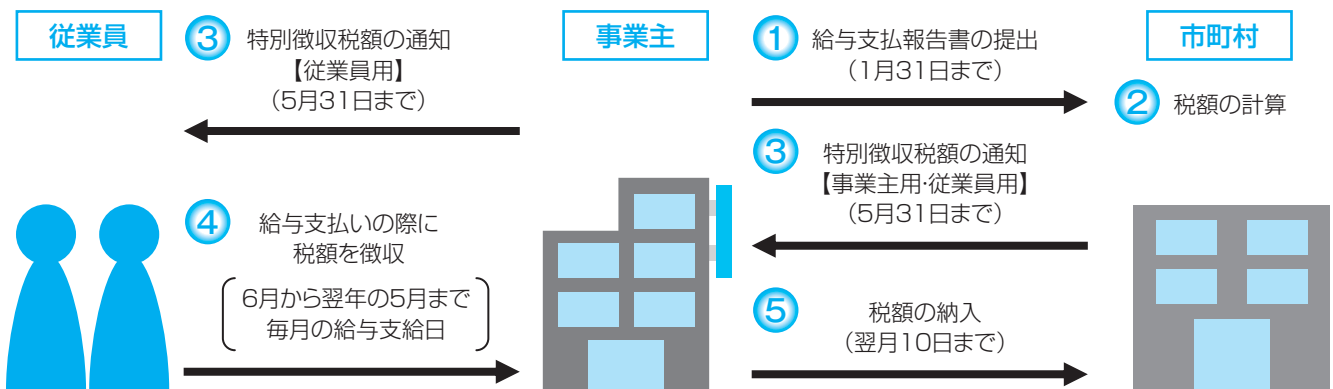 従業員
③ 特別徴収税額の通知
【従業員用】
（5月31日まで）
事業主
① 給与支払報告書の提出
（1月31日まで）
市町村
② 税額の計算
③ 特別徴収税額の通知
【事業主用･従業員用】
（5月31日まで）
④ 給与支払いの際に
税額を徴収
6月から翌年の5月まで
毎月の給与支給日
⑤ 税額の納入
（翌月10日まで）